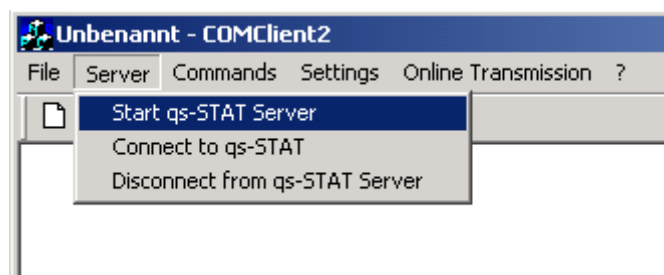 Unbenannt - COMClient2
File Server Commands Settings Online Transmission ?
Start qs-STAT Server
Connect to qs-STAT
Disconnect from qs-STAT Server